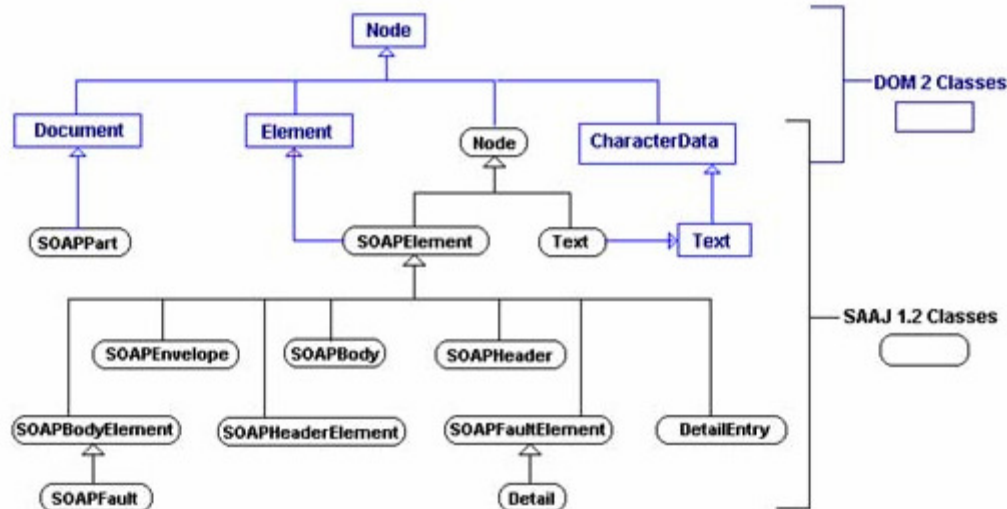 Node
DOM 2 Classes
Document
Element
Node
CharacterData
SOAPPart
SOAPElement
Text
Text
SAAJ 1.2 Classes
SOAPEnvelope
SOAPBody
SOAPHeader
SOAPBodyElement
SOAPHeaderElement
SOAPFaultElement
DetailEntry
SOAPFault
Detail